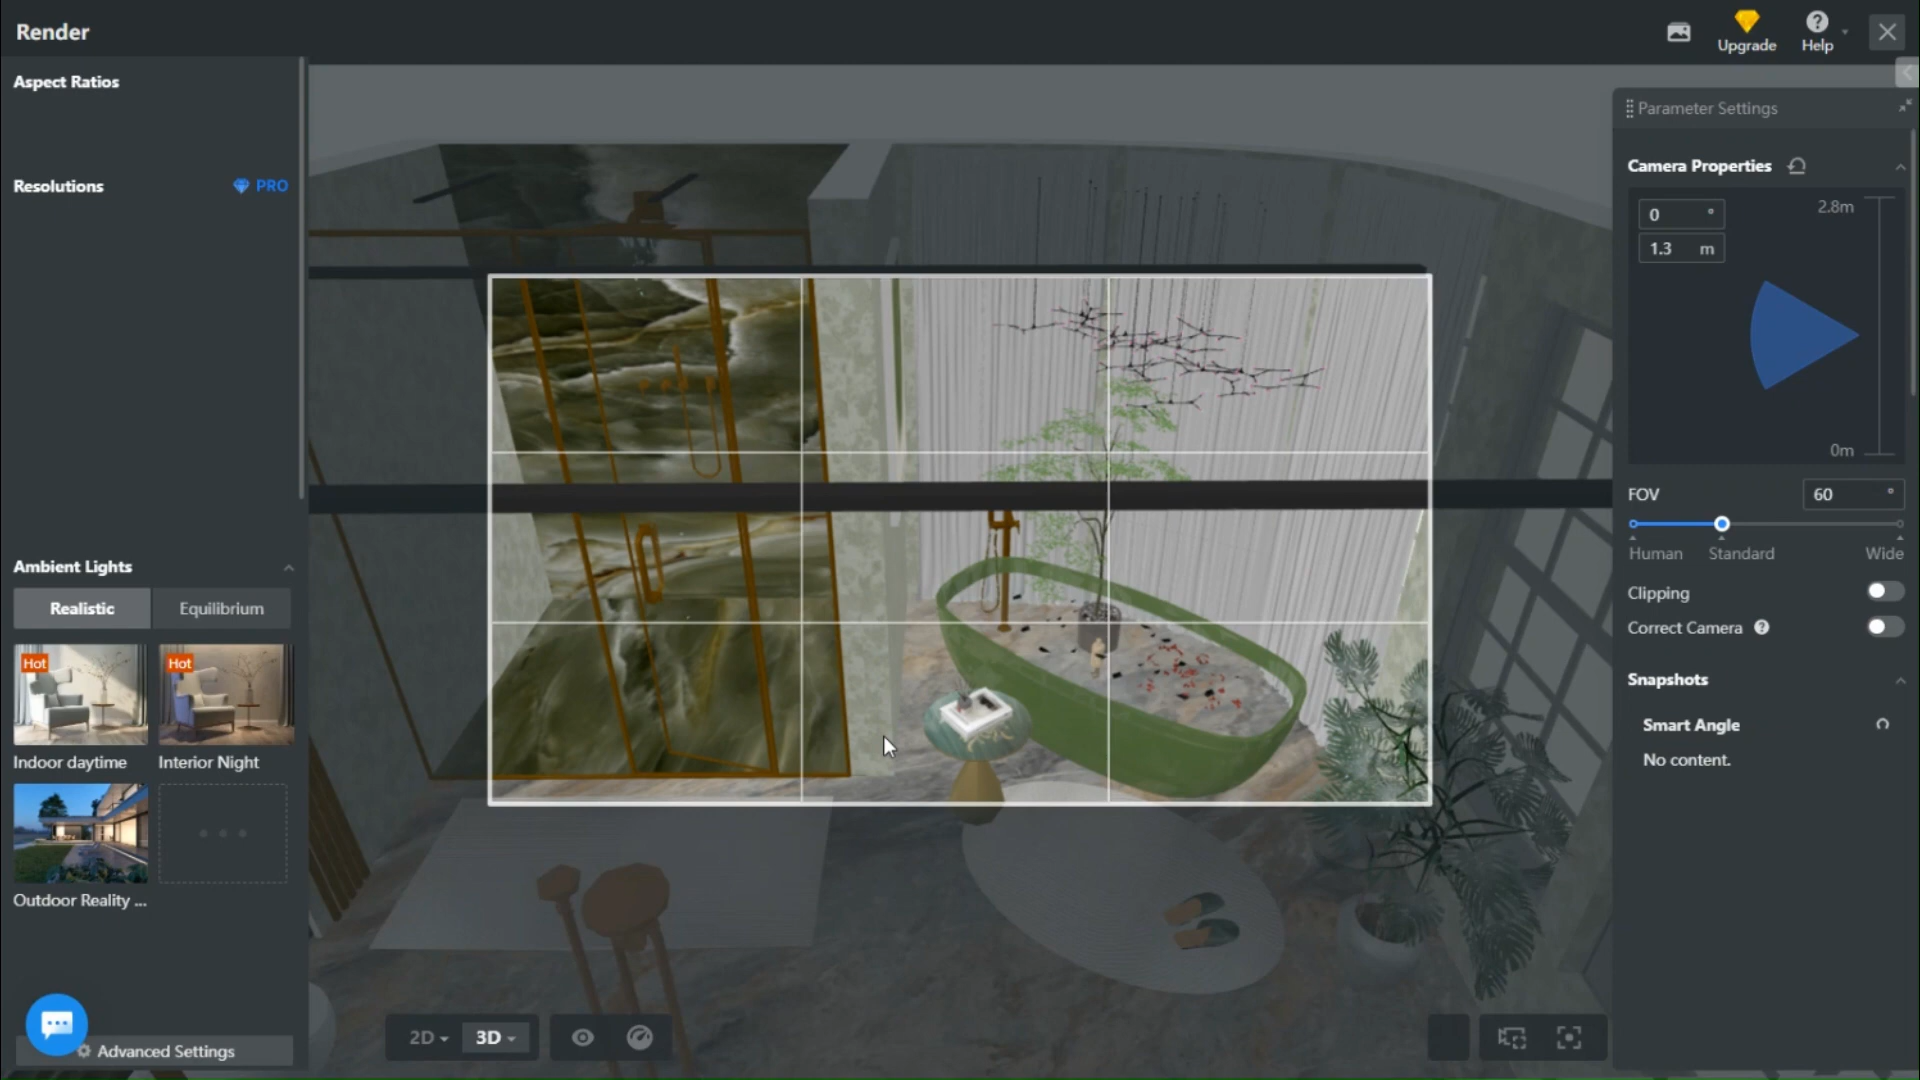 Render
Upgrade
Help
Aspect Ratios
Resolutions
PRO
Ambient Lights
Realistic
Equilibrium
Hot
Hot
Indoor daytime
Interior Night
Outdoor Reality ...
Advanced Settings
2D
3D
Parameter Settings
Camera Properties
0 °
2.8m
1.3 m
0m
FOV
60 °
Human
Standard
Wide
Clipping
Correct Camera
Snapshots
Smart Angle
No content.